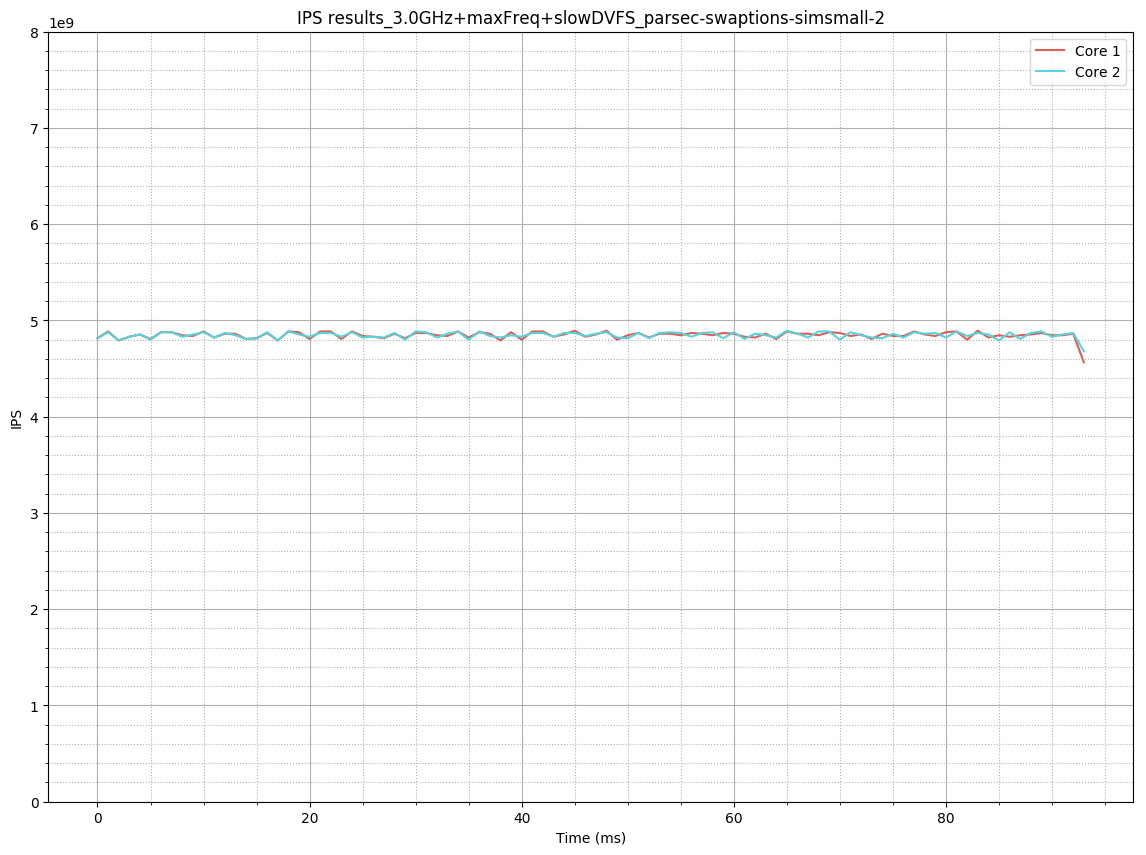 IPS results_3.0GHz+maxFreq+slowDVFS_parsec-swaptions-simsmall-2
1e9
Core 1
Core 2
8
7
6
5
4
3
2
1
0
IPS
0 20 40 60 80
Time (ms)